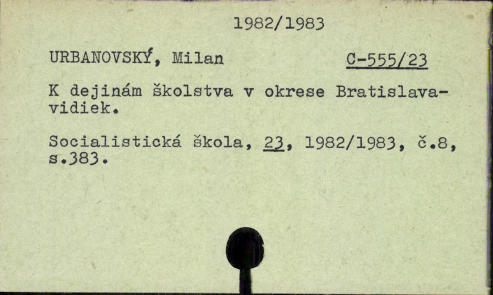 1982/1983
URBANOVSKÝ, Milan C-555/23
K dejinám školstva v okrese Bratislava-
vidiek.
Socialistická škola, 23, 1982/1983, č.8,
s.383.